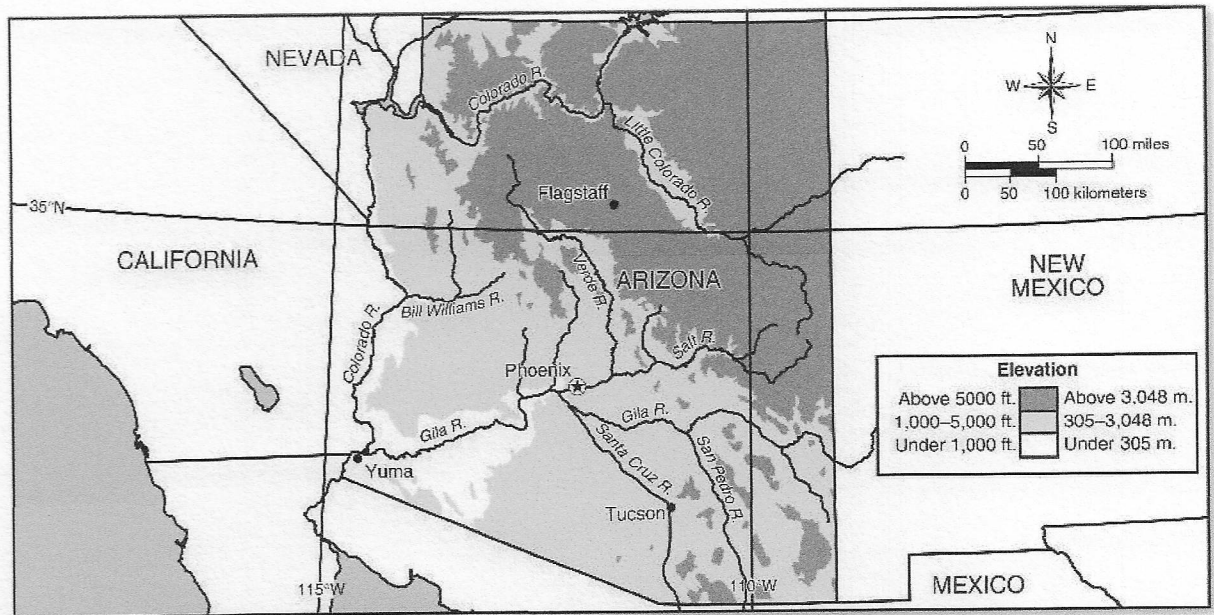 NEVADA
Colorado R.
N
W E
S
0 50 100 miles
0 50 100 kilometers
Little Colorado R.
Flagstaff
35°N
CALIFORNIA
Verde R.
ARIZONA
NEW
MEXICO
Bill Williams R.
Colorado R.
Salt R.
Phoenix
Elevation
Above 5000 ft. Above 3,048 m.
1,000–5,000 ft. 305–3,048 m.
Under 1,000 ft. Under 305 m.
Gila R.
Gila R.
Santa Cruz R.
San Pedro R.
Yuma
Tucson
115°W
110°W
MEXICO